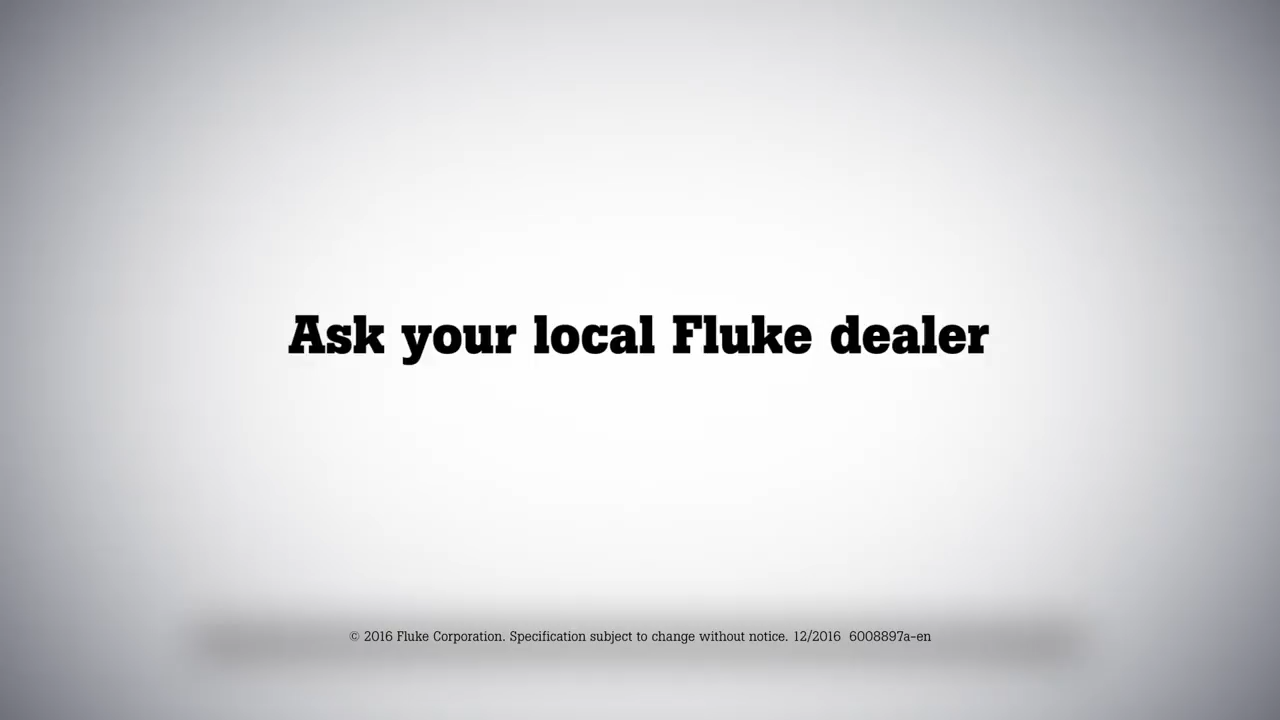 Ask your local Fluke dealer
© 2016 Fluke Corporation. Specification subject to change without notice. 12/2016 6008897a-en